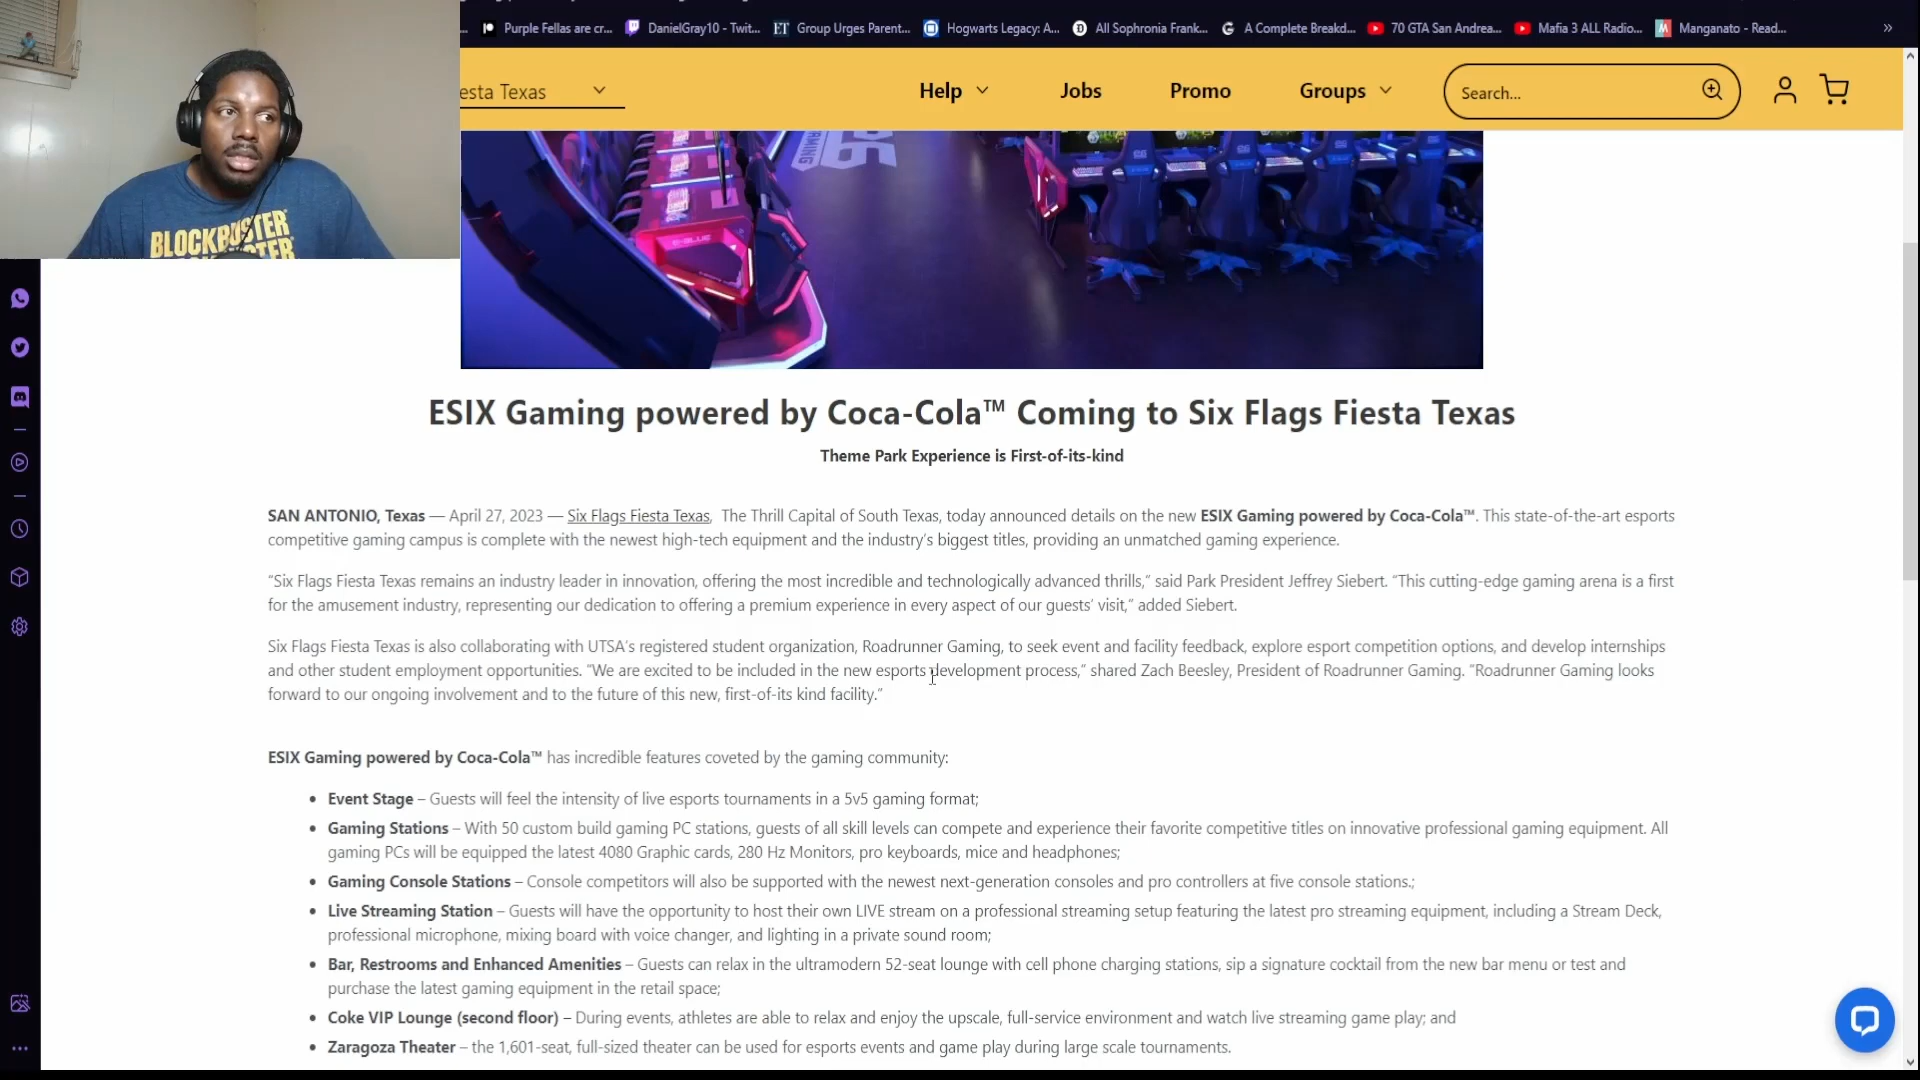 Purple Fellas are cr...
DanielGray10 - Twit...
ET Group Urges Parent...
Hogwarts Legacy: A...
All Sophronia Frank...
A Complete Breakd...
70 GTA San Andrea...
Mafia 3 ALL Radio...
Manganato - Read...
»
esta Texas
Help
Jobs
Promo
Groups
Search...
BLOCKBUSTER
GAMING
E-BLUE
ESIX Gaming powered by Coca-Cola™ Coming to Six Flags Fiesta Texas
Theme Park Experience is First-of-its-kind
SAN ANTONIO, Texas — April 27, 2023 — Six Flags Fiesta Texas, The Thrill Capital of South Texas, today announced details on the new ESIX Gaming powered by Coca-Cola™. This state-of-the-art esports
competitive gaming campus is complete with the newest high-tech equipment and the industry’s biggest titles, providing an unmatched gaming experience.
“Six Flags Fiesta Texas remains an industry leader in innovation, offering the most incredible and technologically advanced thrills,” said Park President Jeffrey Siebert. “This cutting-edge gaming arena is a first
for the amusement industry, representing our dedication to offering a premium experience in every aspect of our guests’ visit,” added Siebert.
Six Flags Fiesta Texas is also collaborating with UTSA’s registered student organization, Roadrunner Gaming, to seek event and facility feedback, explore esport competition options, and develop internships
and other student employment opportunities. “We are excited to be included in the new esports development process,” shared Zach Beesley, President of Roadrunner Gaming. “Roadrunner Gaming looks
forward to our ongoing involvement and to the future of this new, first-of-its kind facility.”
ESIX Gaming powered by Coca-Cola™ has incredible features coveted by the gaming community:
• Event Stage – Guests will feel the intensity of live esports tournaments in a 5v5 gaming format;
• Gaming Stations – With 50 custom build gaming PC stations, guests of all skill levels can compete and experience their favorite competitive titles on innovative professional gaming equipment. All
gaming PCs will be equipped the latest 4080 Graphic cards, 280 Hz Monitors, pro keyboards, mice and headphones;
• Gaming Console Stations – Console competitors will also be supported with the newest next-generation consoles and pro controllers at five console stations.;
• Live Streaming Station – Guests will have the opportunity to host their own LIVE stream on a professional streaming setup featuring the latest pro streaming equipment, including a Stream Deck,
professional microphone, mixing board with voice changer, and lighting in a private sound room;
• Bar, Restrooms and Enhanced Amenities – Guests can relax in the ultramodern 52-seat lounge with cell phone charging stations, sip a signature cocktail from the new bar menu or test and
purchase the latest gaming equipment in the retail space;
• Coke VIP Lounge (second floor) – During events, athletes are able to relax and enjoy the upscale, full-service environment and watch live streaming game play; and
• Zaragoza Theater – the 1,601-seat, full-sized theater can be used for esports events and game play during large scale tournaments.